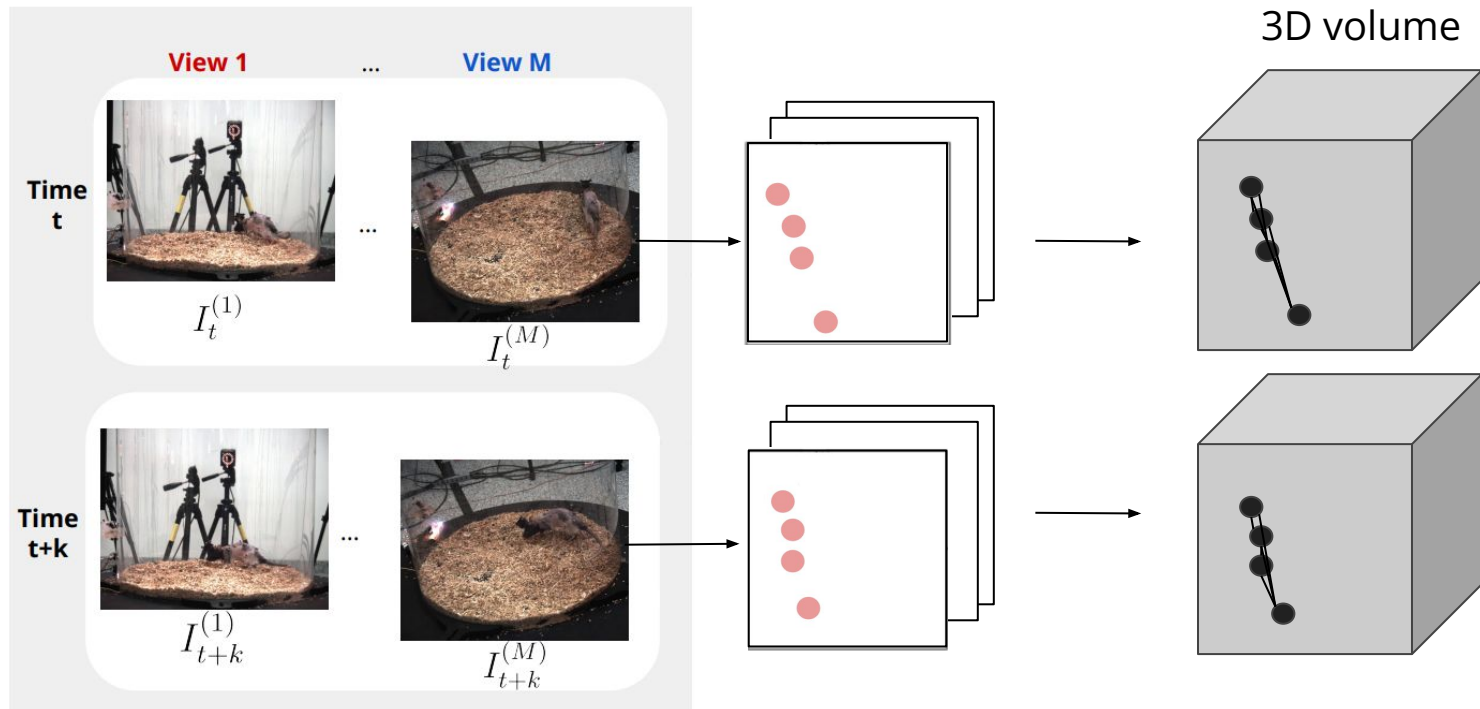 3D volume
View 1 ... View M
Time
t
...
I_t^{(1)}
I_t^{(M)}
Time
t+k
...
I_{t+k}^{(1)}
I_{t+k}^{(M)}